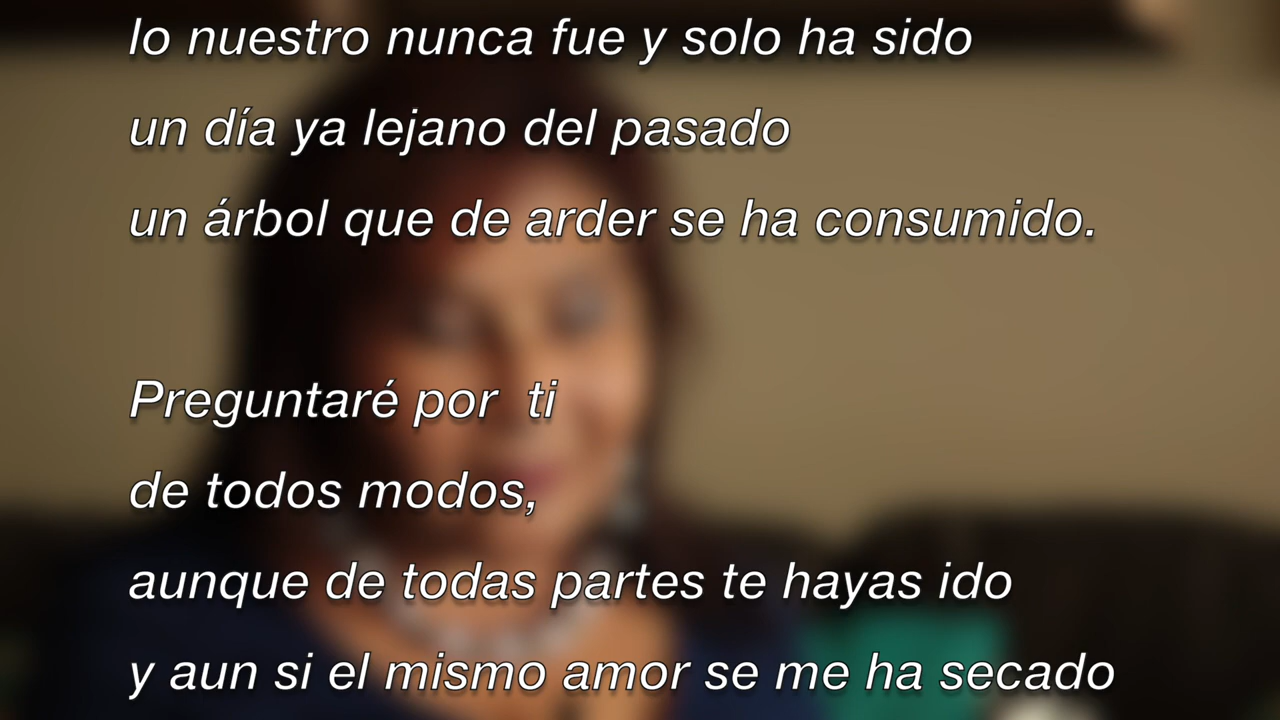 lo nuestro nunca fue y solo ha sido
un día ya lejano del pasado
un árbol que de arder se ha consumido.
Preguntaré por  ti
de todos modos,
aunque de todas partes te hayas ido
y aun si el mismo amor se me ha secado